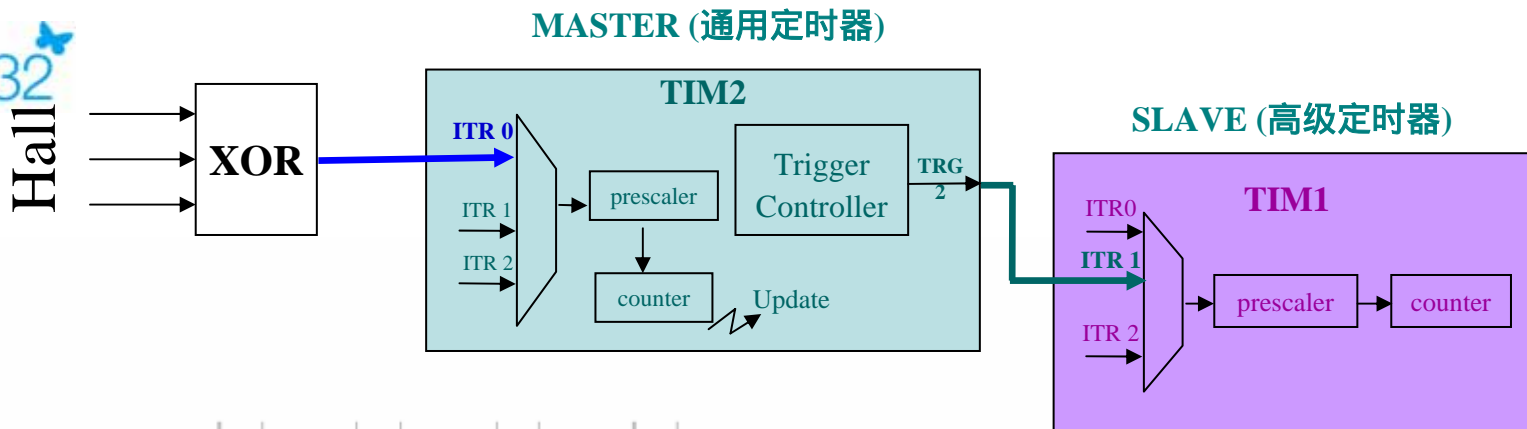 MASTER (通用定时器)
32
Hall
XOR
TIM2
ITR 0
ITR 1
ITR 2
prescaler
counter
Update
Trigger
Controller
TRG
2
SLAVE (高级定时器)
TIM1
ITR0
ITR 1
ITR 2
prescaler
counter